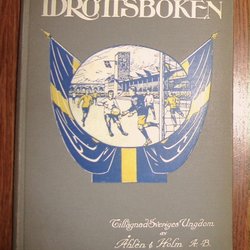 IDROTTSBOKEN
Tillägnad Sveriges Ungdom
av
Åhlén & Holm A.B.